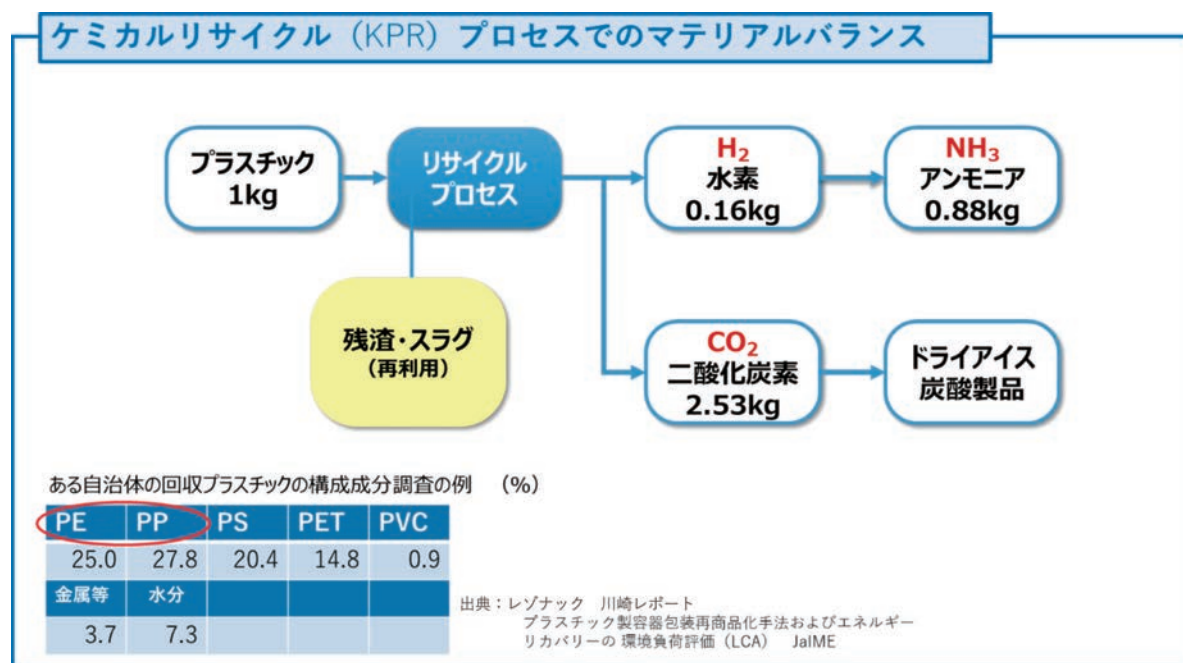 ケミカルリサイクル（KPR）プロセスでのマテリアルバランス
プラスチック
1kg
リサイクル
プロセス
H₂
水素
0.16kg
NH₃
アンモニア
0.88kg
残渣・スラグ
（再利用）
CO₂
二酸化炭素
2.53kg
ドライアイス
炭酸製品
ある自治体の回収プラスチックの構成成分調査の例　（%）
PE PP PS PET PVC
25.0 27.8 20.4 14.8 0.9
金属等 水分
3.7 7.3
出典：レゾナック　川崎レポート
プラスチック製容器包装再商品化手法およびエネルギー
リカバリーの 環境負荷評価（LCA）　JaIME